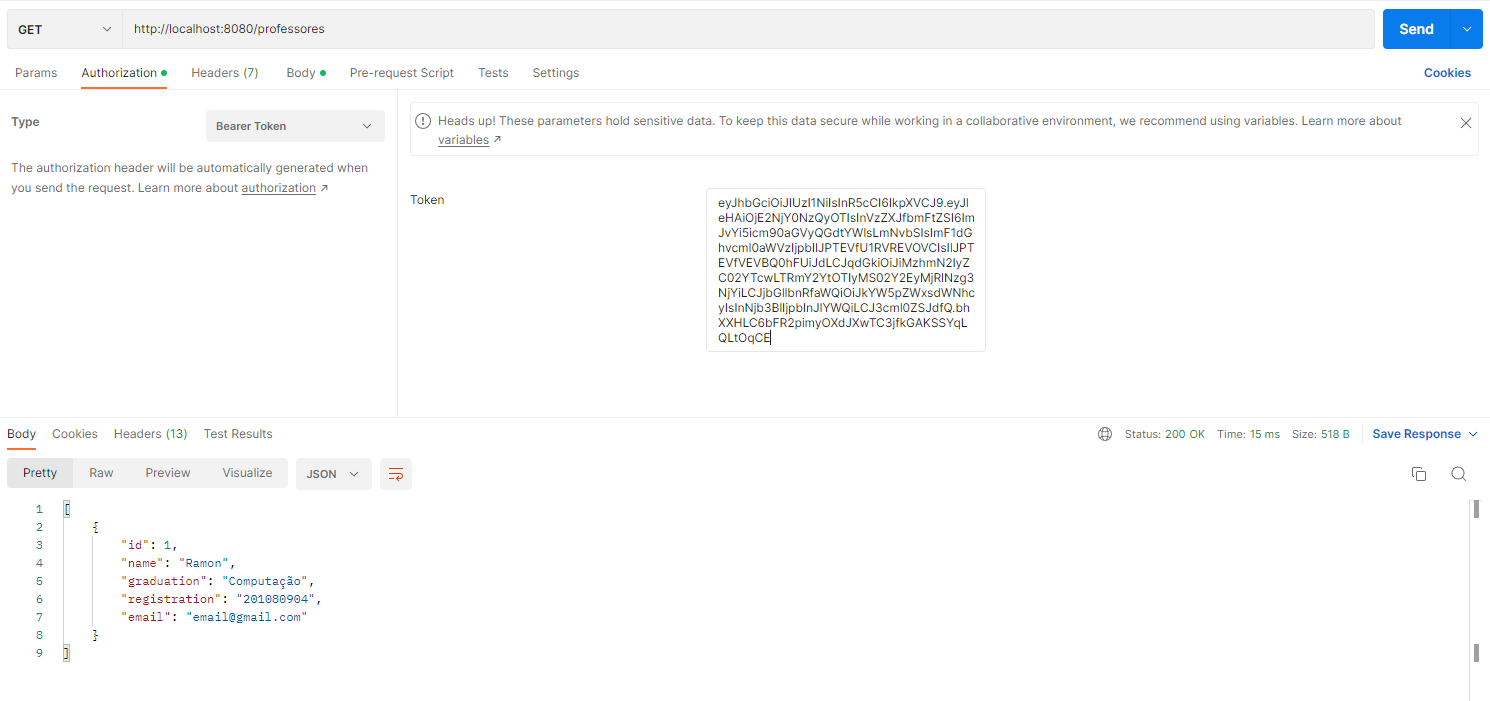 GET
http://localhost:8080/professores
Send
Params Authorization Headers (7) Body Pre-request Script Tests Settings Cookies
Type
Bearer Token
The authorization header will be automatically generated when
you send the request. Learn more about authorization ↗
Heads up! These parameters hold sensitive data. To keep this data secure while working in a collaborative environment, we recommend using variables. Learn more about
variables ↗
Token
Body Cookies Headers (13) Test Results
Status: 200 OK Time: 15 ms Size: 518 B Save Response
Pretty Raw Preview Visualize JSON
1 [
2 {
3 "id": 1,
4 "name": "Ramon",
5 "graduation": "Computação",
6 "registration": "201080904",
7 "email": "email@gmail.com"
8 }
9 ]